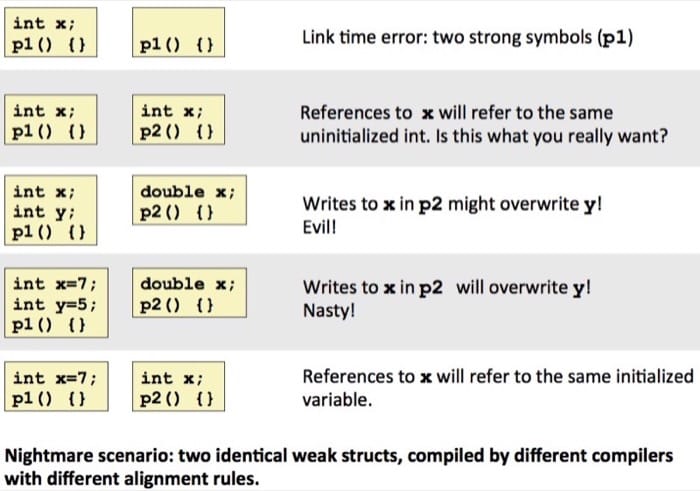 int x;
p1() {}
p1() {}
Link time error: two strong symbols (p1)
int x;
p1() {}
int x;
p2() {}
References to x will refer to the same
uninitialized int. Is this what you really want?
int x;
int y;
p1() {}
double x;
p2() {}
Writes to x in p2 might overwrite y!
Evil!
int x=7;
int y=5;
p1() {}
double x;
p2() {}
Writes to x in p2 will overwrite y!
Nasty!
int x=7;
p1() {}
int x;
p2() {}
References to x will refer to the same initialized
variable.
Nightmare scenario: two identical weak structs, compiled by different compilers
with different alignment rules.